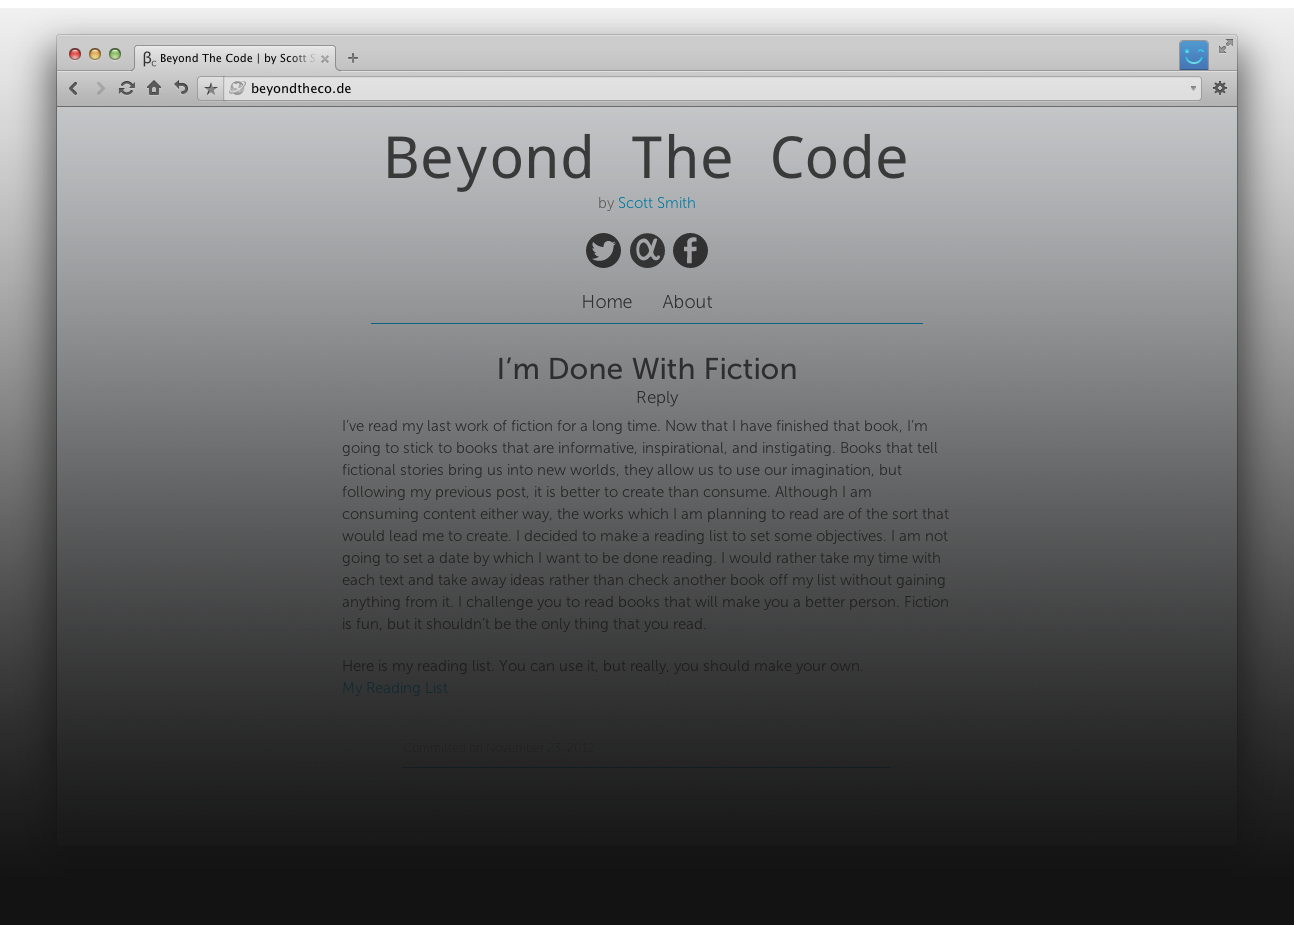 βc Beyond The Code | by Scott S
beyondtheco.de
Beyond The Code
by Scott Smith
Home About
I’m Done With Fiction
Reply
I’ve read my last work of fiction for a long time. Now that I have finished that book, I’m
going to stick to books that are informative, inspirational, and instigating. Books that tell
fictional stories bring us into new worlds, they allow us to use our imagination, but
following my previous post, it is better to create than consume. Although I am
consuming content either way, the works which I am planning to read are of the sort that
would lead me to create. I decided to make a reading list to set some objectives. I am not
going to set a date by which I want to be done reading. I would rather take my time with
each text and take away ideas rather than check another book off my list without gaining
anything from it. I challenge you to read books that will make you a better person. Fiction
is fun, but it shouldn’t be the only thing that you read.
Here is my reading list. You can use it, but really, you should make your own.
My Reading List
on November